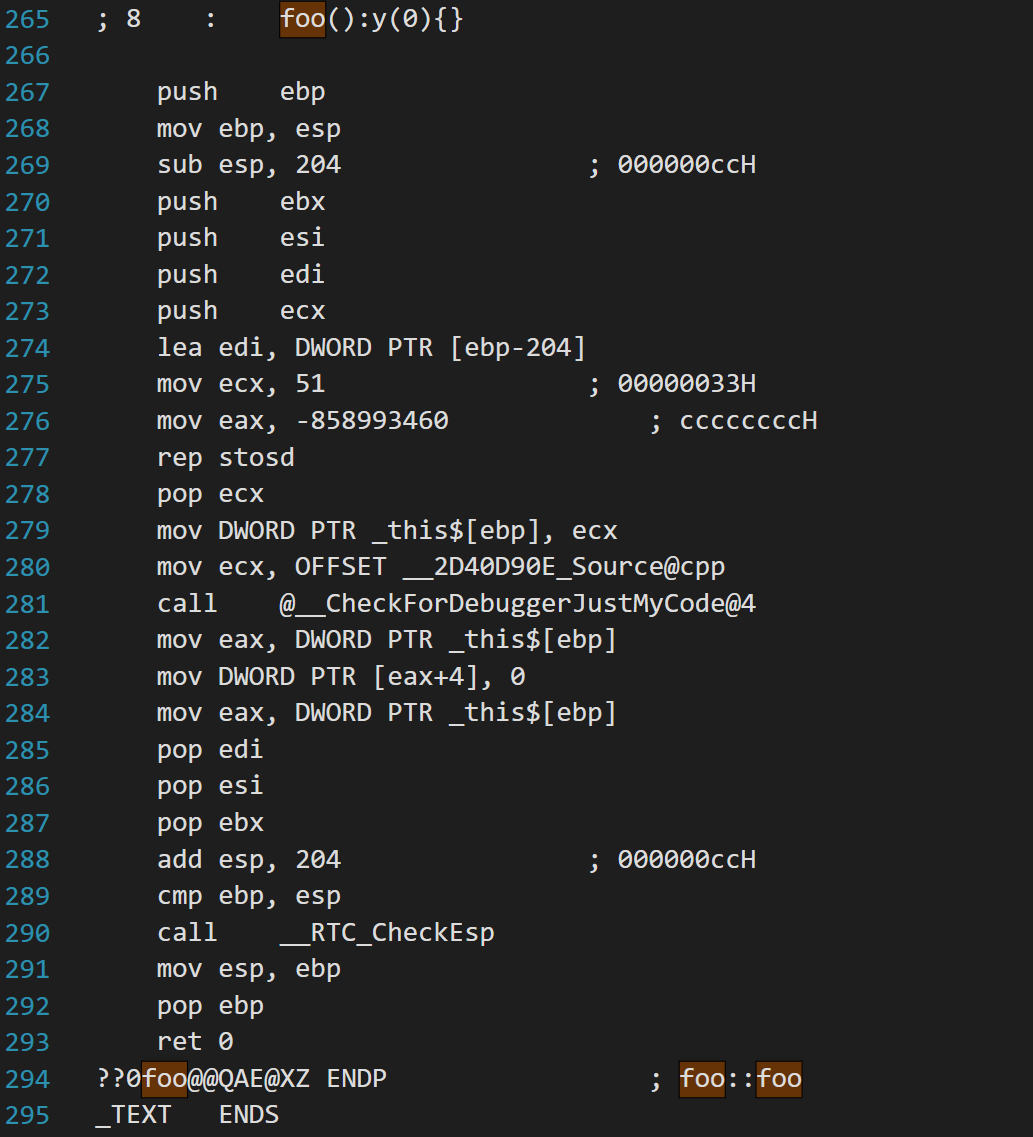 265 ; 8 : foo():y(0){}
266
267 push ebp
268 mov ebp, esp
269 sub esp, 204 ; 000000ccH
270 push ebx
271 push esi
272 push edi
273 push ecx
274 lea edi, DWORD PTR [ebp-204]
275 mov ecx, 51 ; 00000033H
276 mov eax, -858993460 ; ccccccccH
277 rep stosd
278 pop ecx
279 mov DWORD PTR _this$[ebp], ecx
280 mov ecx, OFFSET __2D40D90E_Source@cpp
281 call @__CheckForDebuggerJustMyCode@4
282 mov eax, DWORD PTR _this$[ebp]
283 mov DWORD PTR [eax+4], 0
284 mov eax, DWORD PTR _this$[ebp]
285 pop edi
286 pop esi
287 pop ebx
288 add esp, 204 ; 000000ccH
289 cmp ebp, esp
290 call __RTC_CheckEsp
291 mov esp, ebp
292 pop ebp
293 ret 0
294 ??0foo@@QAE@XZ ENDP ; foo::foo
295 _TEXT ENDS